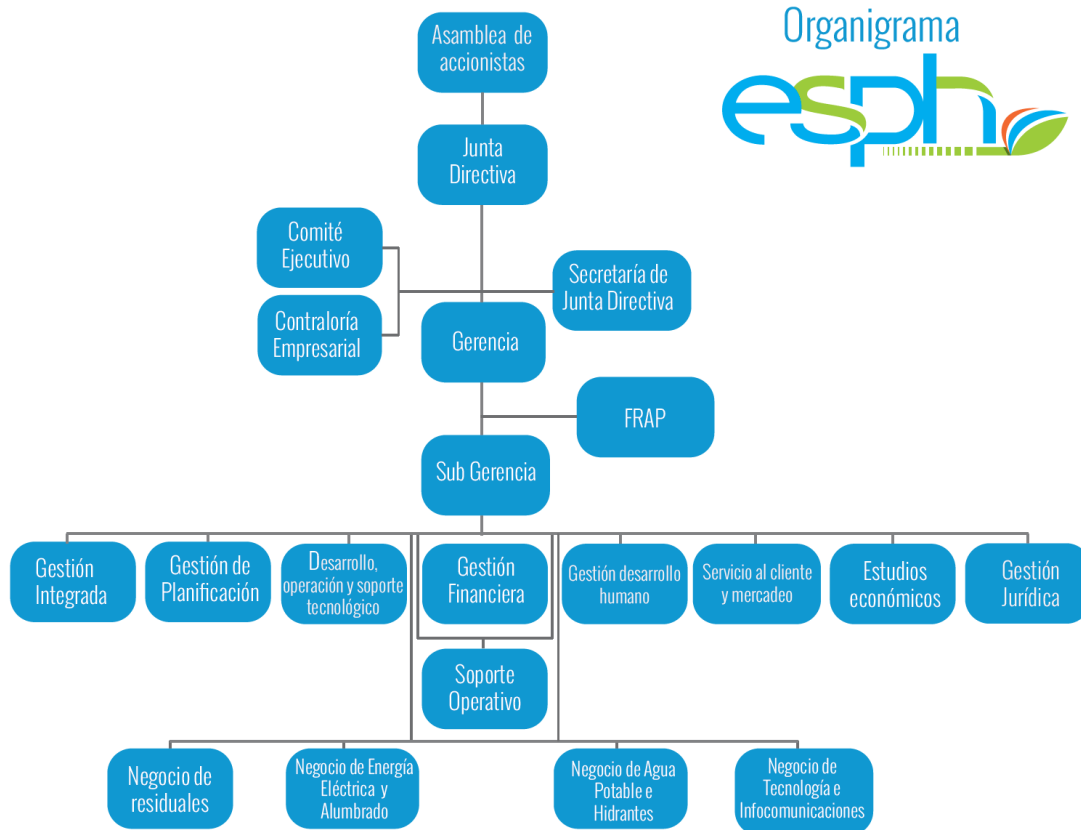 Organigrama
esph
Asamblea de
accionistas
Junta
Directiva
Comité
Ejecutivo
Secretaría de
Junta Directiva
Contraloría
Empresarial
Gerencia
FRAP
Sub Gerencia
Gestión
Integrada
Gestión de
Planificación
Desarrollo,
operación y soporte
tecnológico
Gestión
Financiera
Gestión desarrollo
humano
Servicio al cliente
y mercadeo
Estudios
económicos
Gestión
Jurídica
Soporte
Operativo
Negocio de
residuales
Negocio de Energía
Eléctrica y
Alumbrado
Negocio de Agua
Potable e
Hidrantes
Negocio de
Tecnología e
Infocomunicaciones